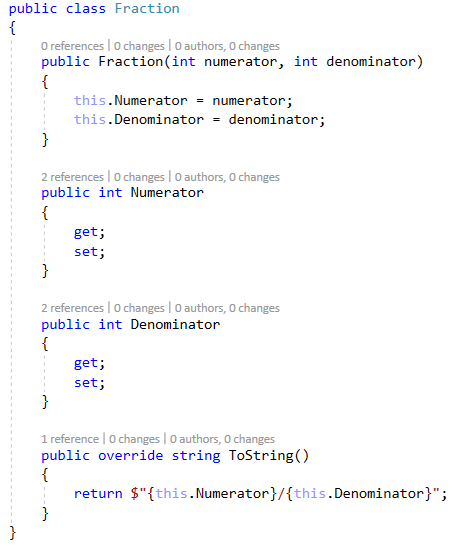 public class Fraction
{
0 references | 0 changes | 0 authors, 0 changes
public Fraction(int numerator, int denominator)
{
this.Numerator = numerator;
this.Denominator = denominator;
}
2 references | 0 changes | 0 authors, 0 changes
public int Numerator
{
get;
set;
}
2 references | 0 changes | 0 authors, 0 changes
public int Denominator
{
get;
set;
}
1 reference | 0 changes | 0 authors, 0 changes
public override string ToString()
{
return $"{this.Numerator}/{this.Denominator}";
}
}